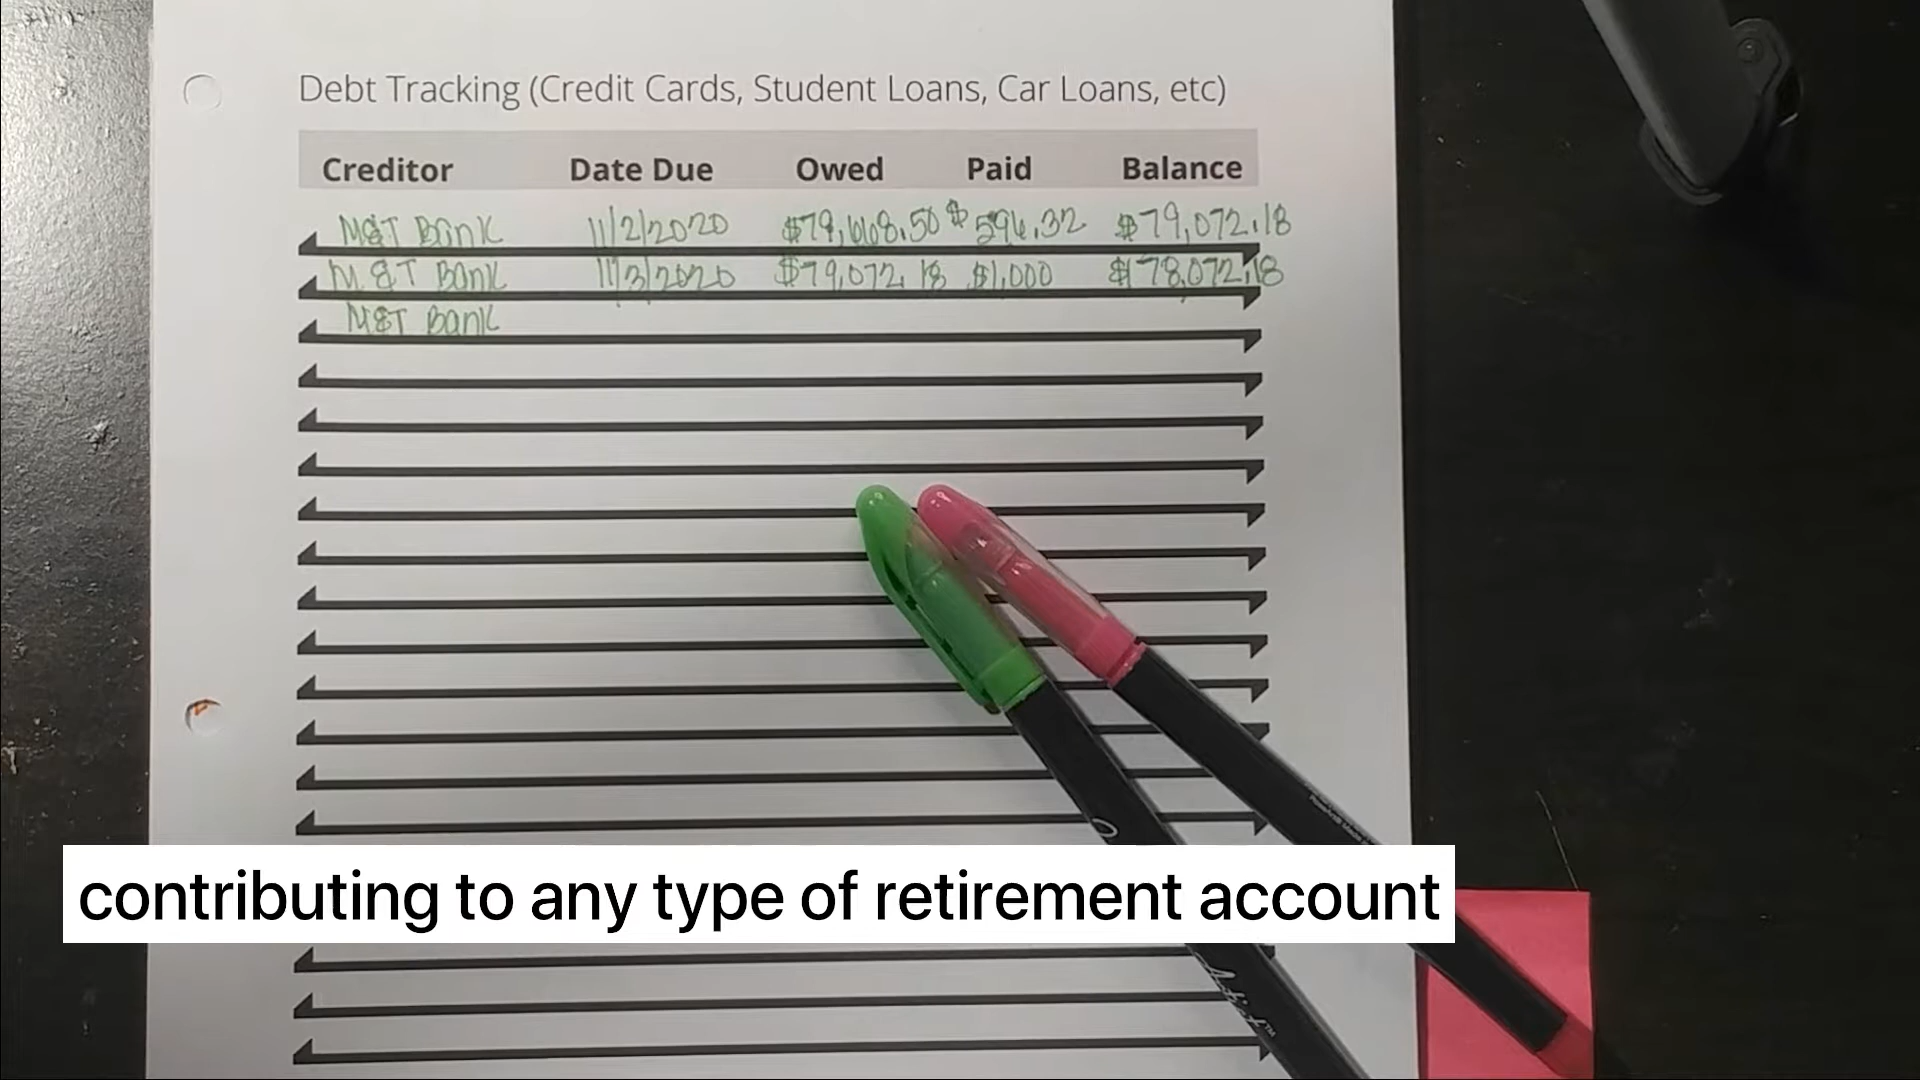 Debt Tracking (Credit Cards, Student Loans, Car Loans, etc)
Creditor Date Due Owed Paid Balance
M&T Bank 11/2/2020 $79,668.50 $594.32 $79,072.18
M&T Bank 11/3/2020 $79,072.18 $1,000 $78,072.18
M&T Bank
contributing to any type of retirement account